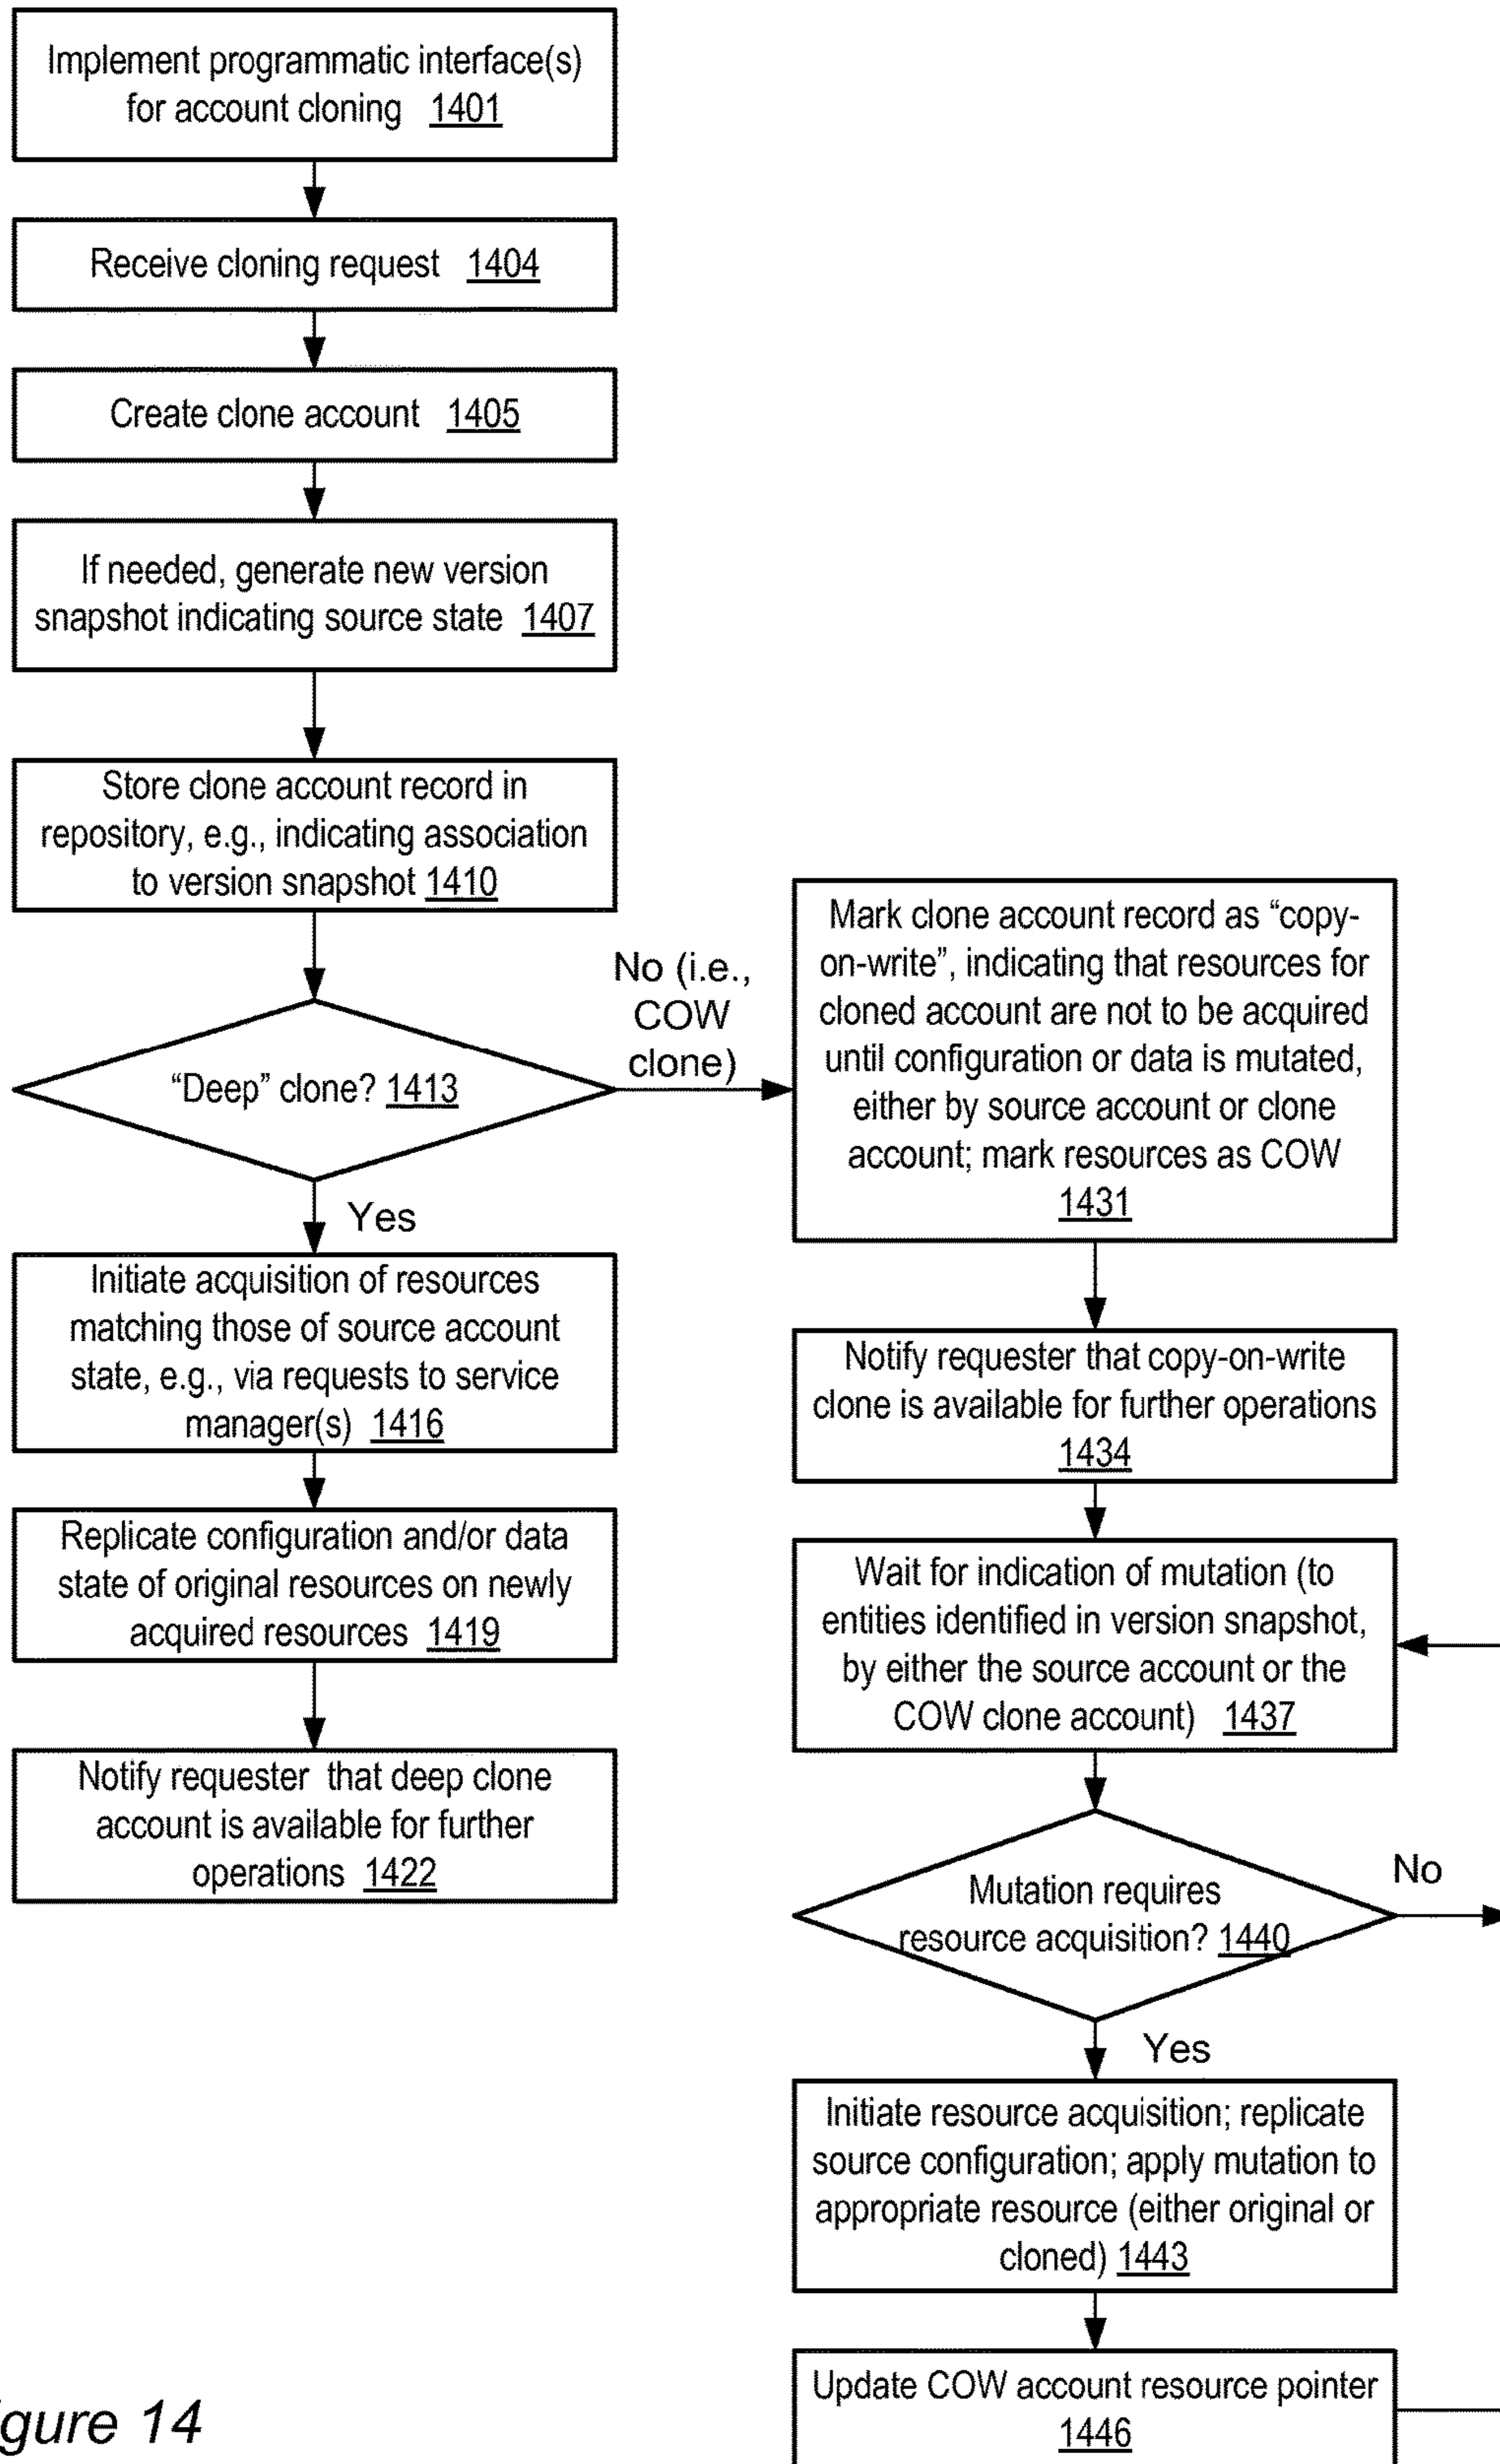 Implement programmatic interface(s)
for account cloning 1401
Receive cloning request 1404
Create clone account 1405
If needed, generate new version
snapshot indicating source state 1407
Store clone account record in
repository, e.g., indicating association
to version snapshot 1410
"Deep" clone? 1413
No (i.e.,
COW
clone)
Yes
Initiate acquisition of resources
matching those of source account
state, e.g., via requests to service
manager(s) 1416
Replicate configuration and/or data
state of original resources on newly
acquired resources 1419
Notify requester that deep clone
account is available for further
operations 1422
Mark clone account record as "copy-
on-write", indicating that resources for
cloned account are not to be acquired
until configuration or data is mutated,
either by source account or clone
account; mark resources as COW
1431
Notify requester that copy-on-write
clone is available for further operations
1434
Wait for indication of mutation (to
entities identified in version snapshot,
by either the source account or the
COW clone account) 1437
Mutation requires
resource acquisition? 1440
No
Yes
Initiate resource acquisition; replicate
source configuration; apply mutation to
appropriate resource (either original or
cloned) 1443
Update COW account resource pointer
1446
gure 14